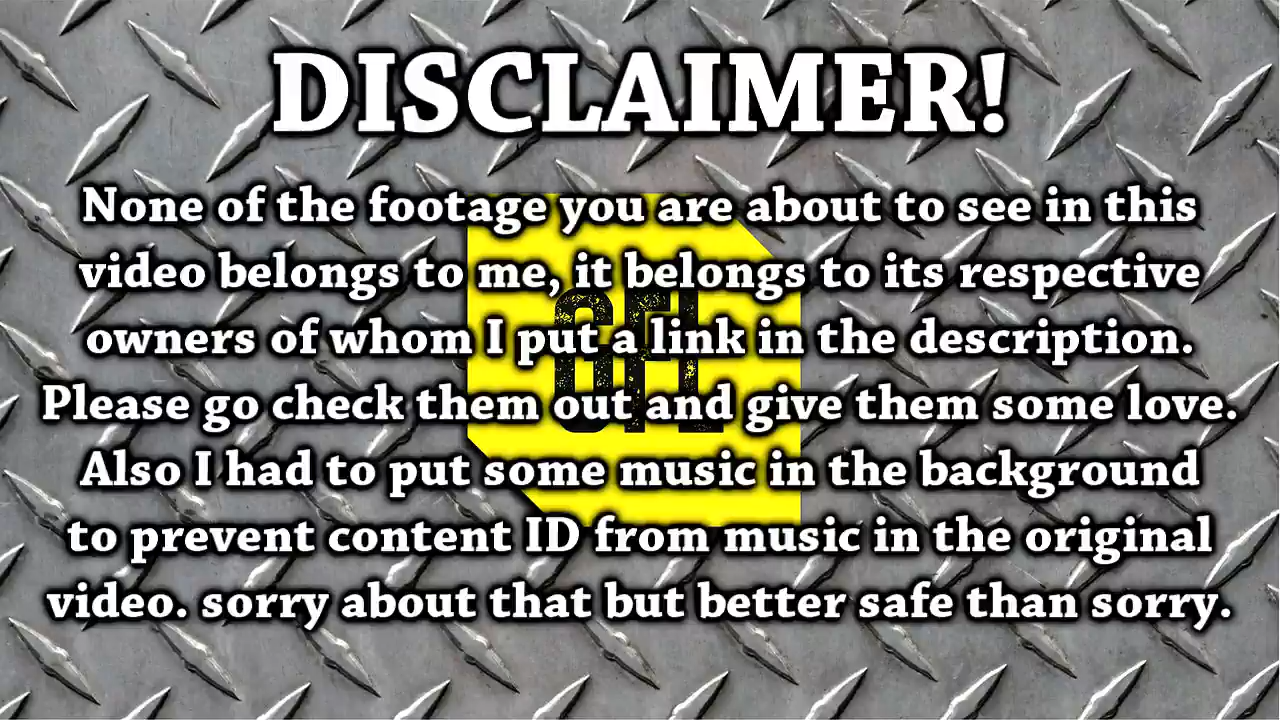 DISCLAIMER!
None of the footage you are about to see in this
video belongs to me, it belongs to its respective
owners of whom I put a link in the description.
Please go check them out and give them some love.
Also I had to put some music in the background
to prevent content ID from music in the original
video. sorry about that but better safe than sorry.
GFL